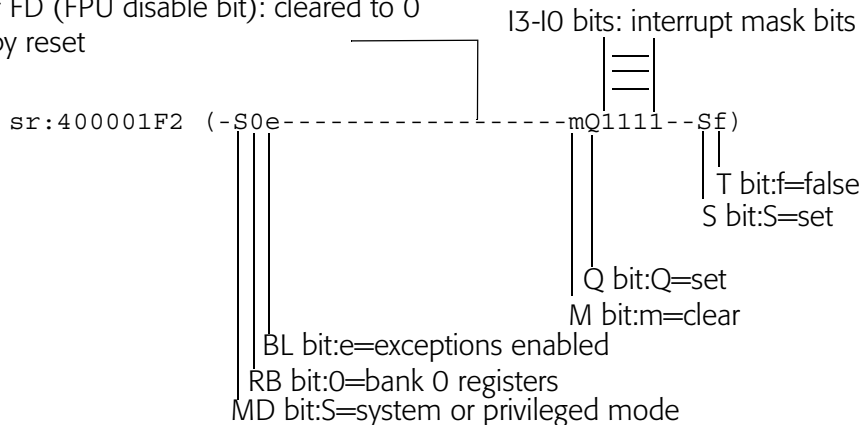 FD (FPU disable bit): cleared to 0
by reset
I3-I0 bits: interrupt mask bits
sr:400001F2 (-S0e------------------mQ1111--Sf)
T bit:f=false
S bit:S=set
Q bit:Q=set
M bit:m=clear
BL bit:e=exceptions enabled
RB bit:0=bank 0 registers
MD bit:S=system or privileged mode